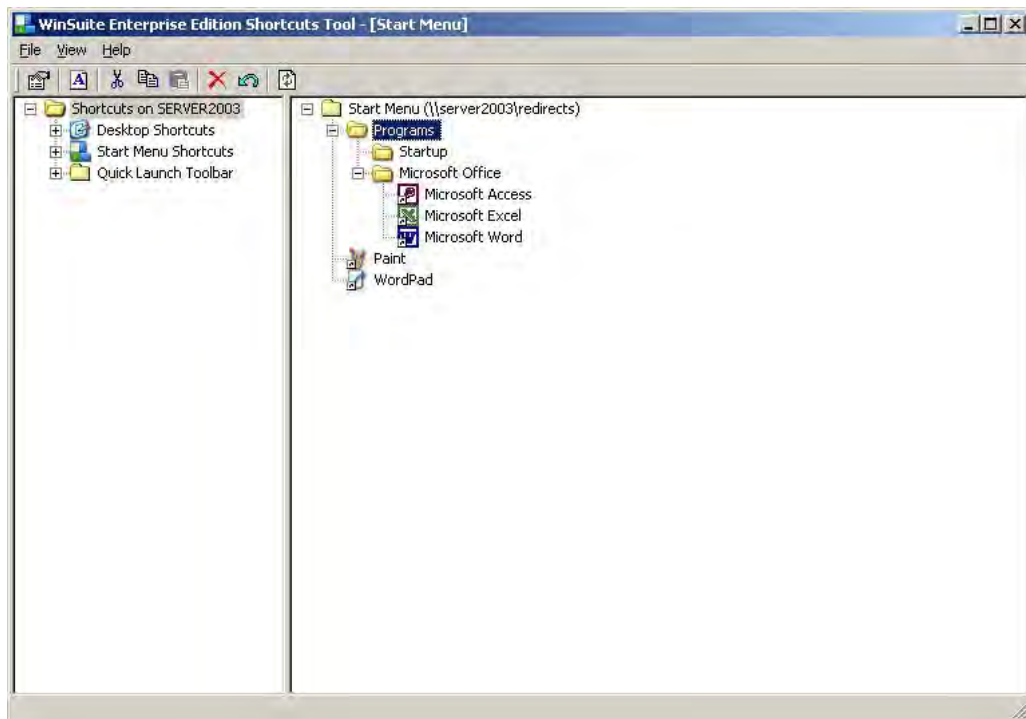 WinSuite Enterprise Edition Shortcuts Tool - [Start Menu]
File View Help
Shortcuts on SERVER2003
Desktop Shortcuts
Start Menu Shortcuts
Quick Launch Toolbar
Start Menu (\\server2003\redirects)
Programs
Startup
Microsoft Office
Microsoft Access
Microsoft Excel
Microsoft Word
Paint
WordPad